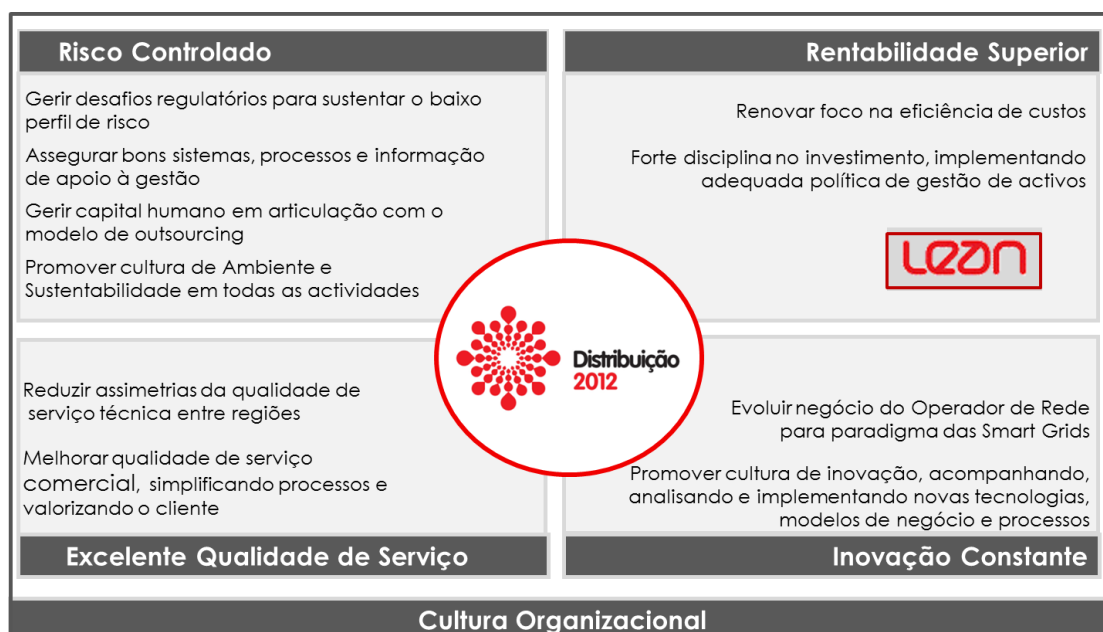 Risco Controlado
Gerir desafios regulatórios para sustentar o baixo
perfil de risco
Assegurar bons sistemas, processos e informação
de apoio à gestão
Gerir capital humano em articulação com o
modelo de outsourcing
Promover cultura de Ambiente e
Sustentabilidade em todas as actividades
Rentabilidade Superior
Renovar foco na eficiência de custos
Forte disciplina no investimento, implementando
adequada política de gestão de activos
Lean
Distribuição
2012
Reduzir assimetrias da qualidade de
serviço técnica entre regiões
Melhorar qualidade de serviço
comercial, simplificando processos e
valorizando o cliente
Excelente Qualidade de Serviço
Evoluir negócio do Operador de Rede
para paradigma das Smart Grids
Promover cultura de inovação, acompanhando,
analisando e implementando novas tecnologias,
modelos de negócio e processos
Inovação Constante
Cultura Organizacional